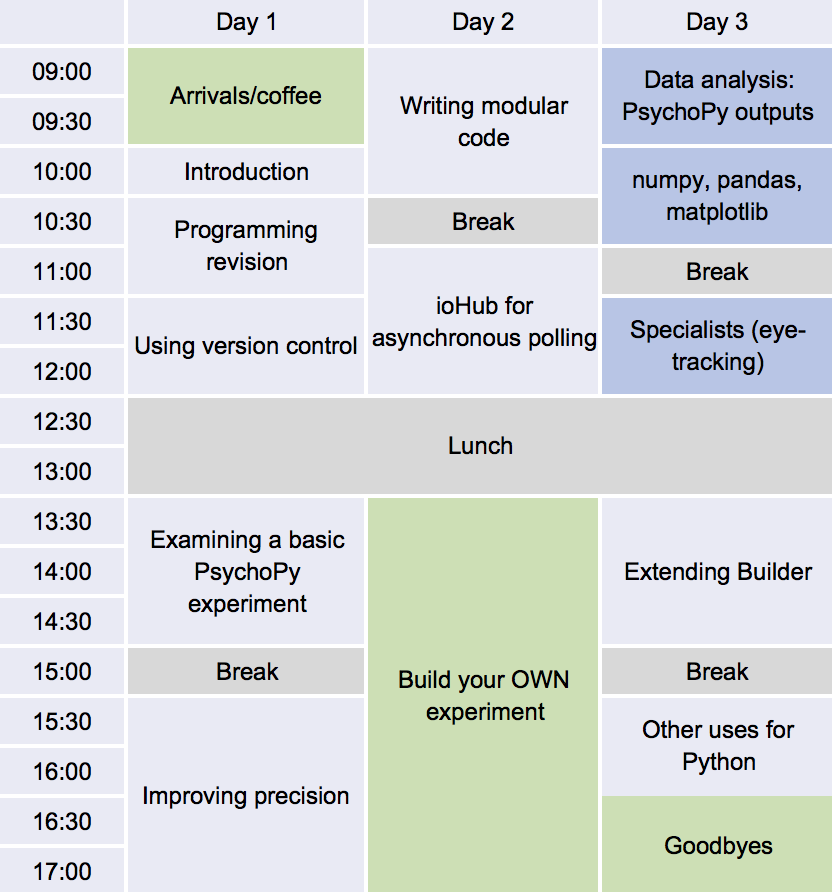 Day 1 Day 2 Day 3
09:00
Arrivals/coffee
Writing modular
code
Data analysis:
PsychoPy outputs
09:30
10:00
Introduction
numpy, pandas,
matplotlib
10:30
Programming
revision
Break
11:00
ioHub for
asynchronous polling
Break
11:30
Using version control
Specialists (eye-
tracking)
12:00
12:30
Lunch
13:00
13:30
Examining a basic
PsychoPy
experiment
Build your OWN
experiment
Extending Builder
14:00
14:30
15:00
Break
Break
15:30
Improving precision
Other uses for
Python
16:00
16:30
Goodbyes
17:00